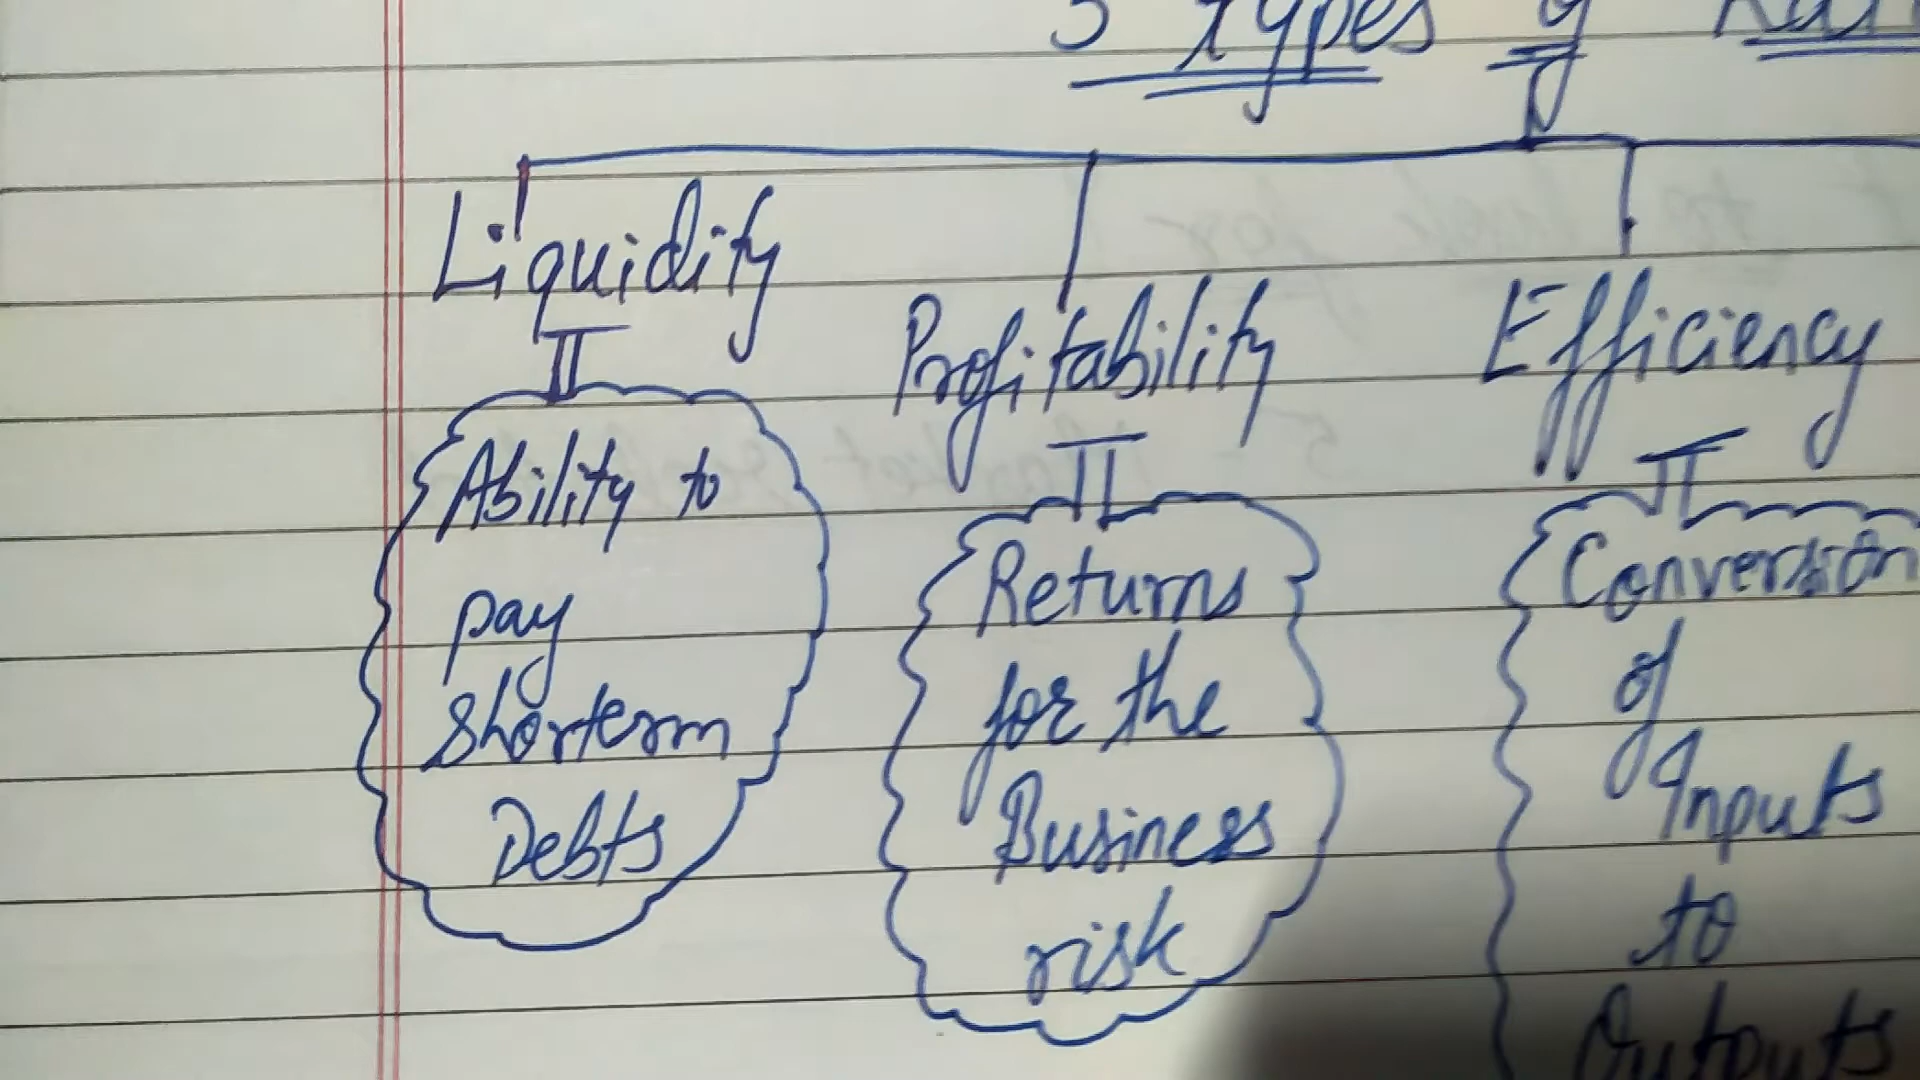 5 types of
Liquidity
Profitability
Efficiency
Ability to
pay
shorterm
Debts
Returns
for the
Business
risk
Conversion
of
Inputs
to
Outputs